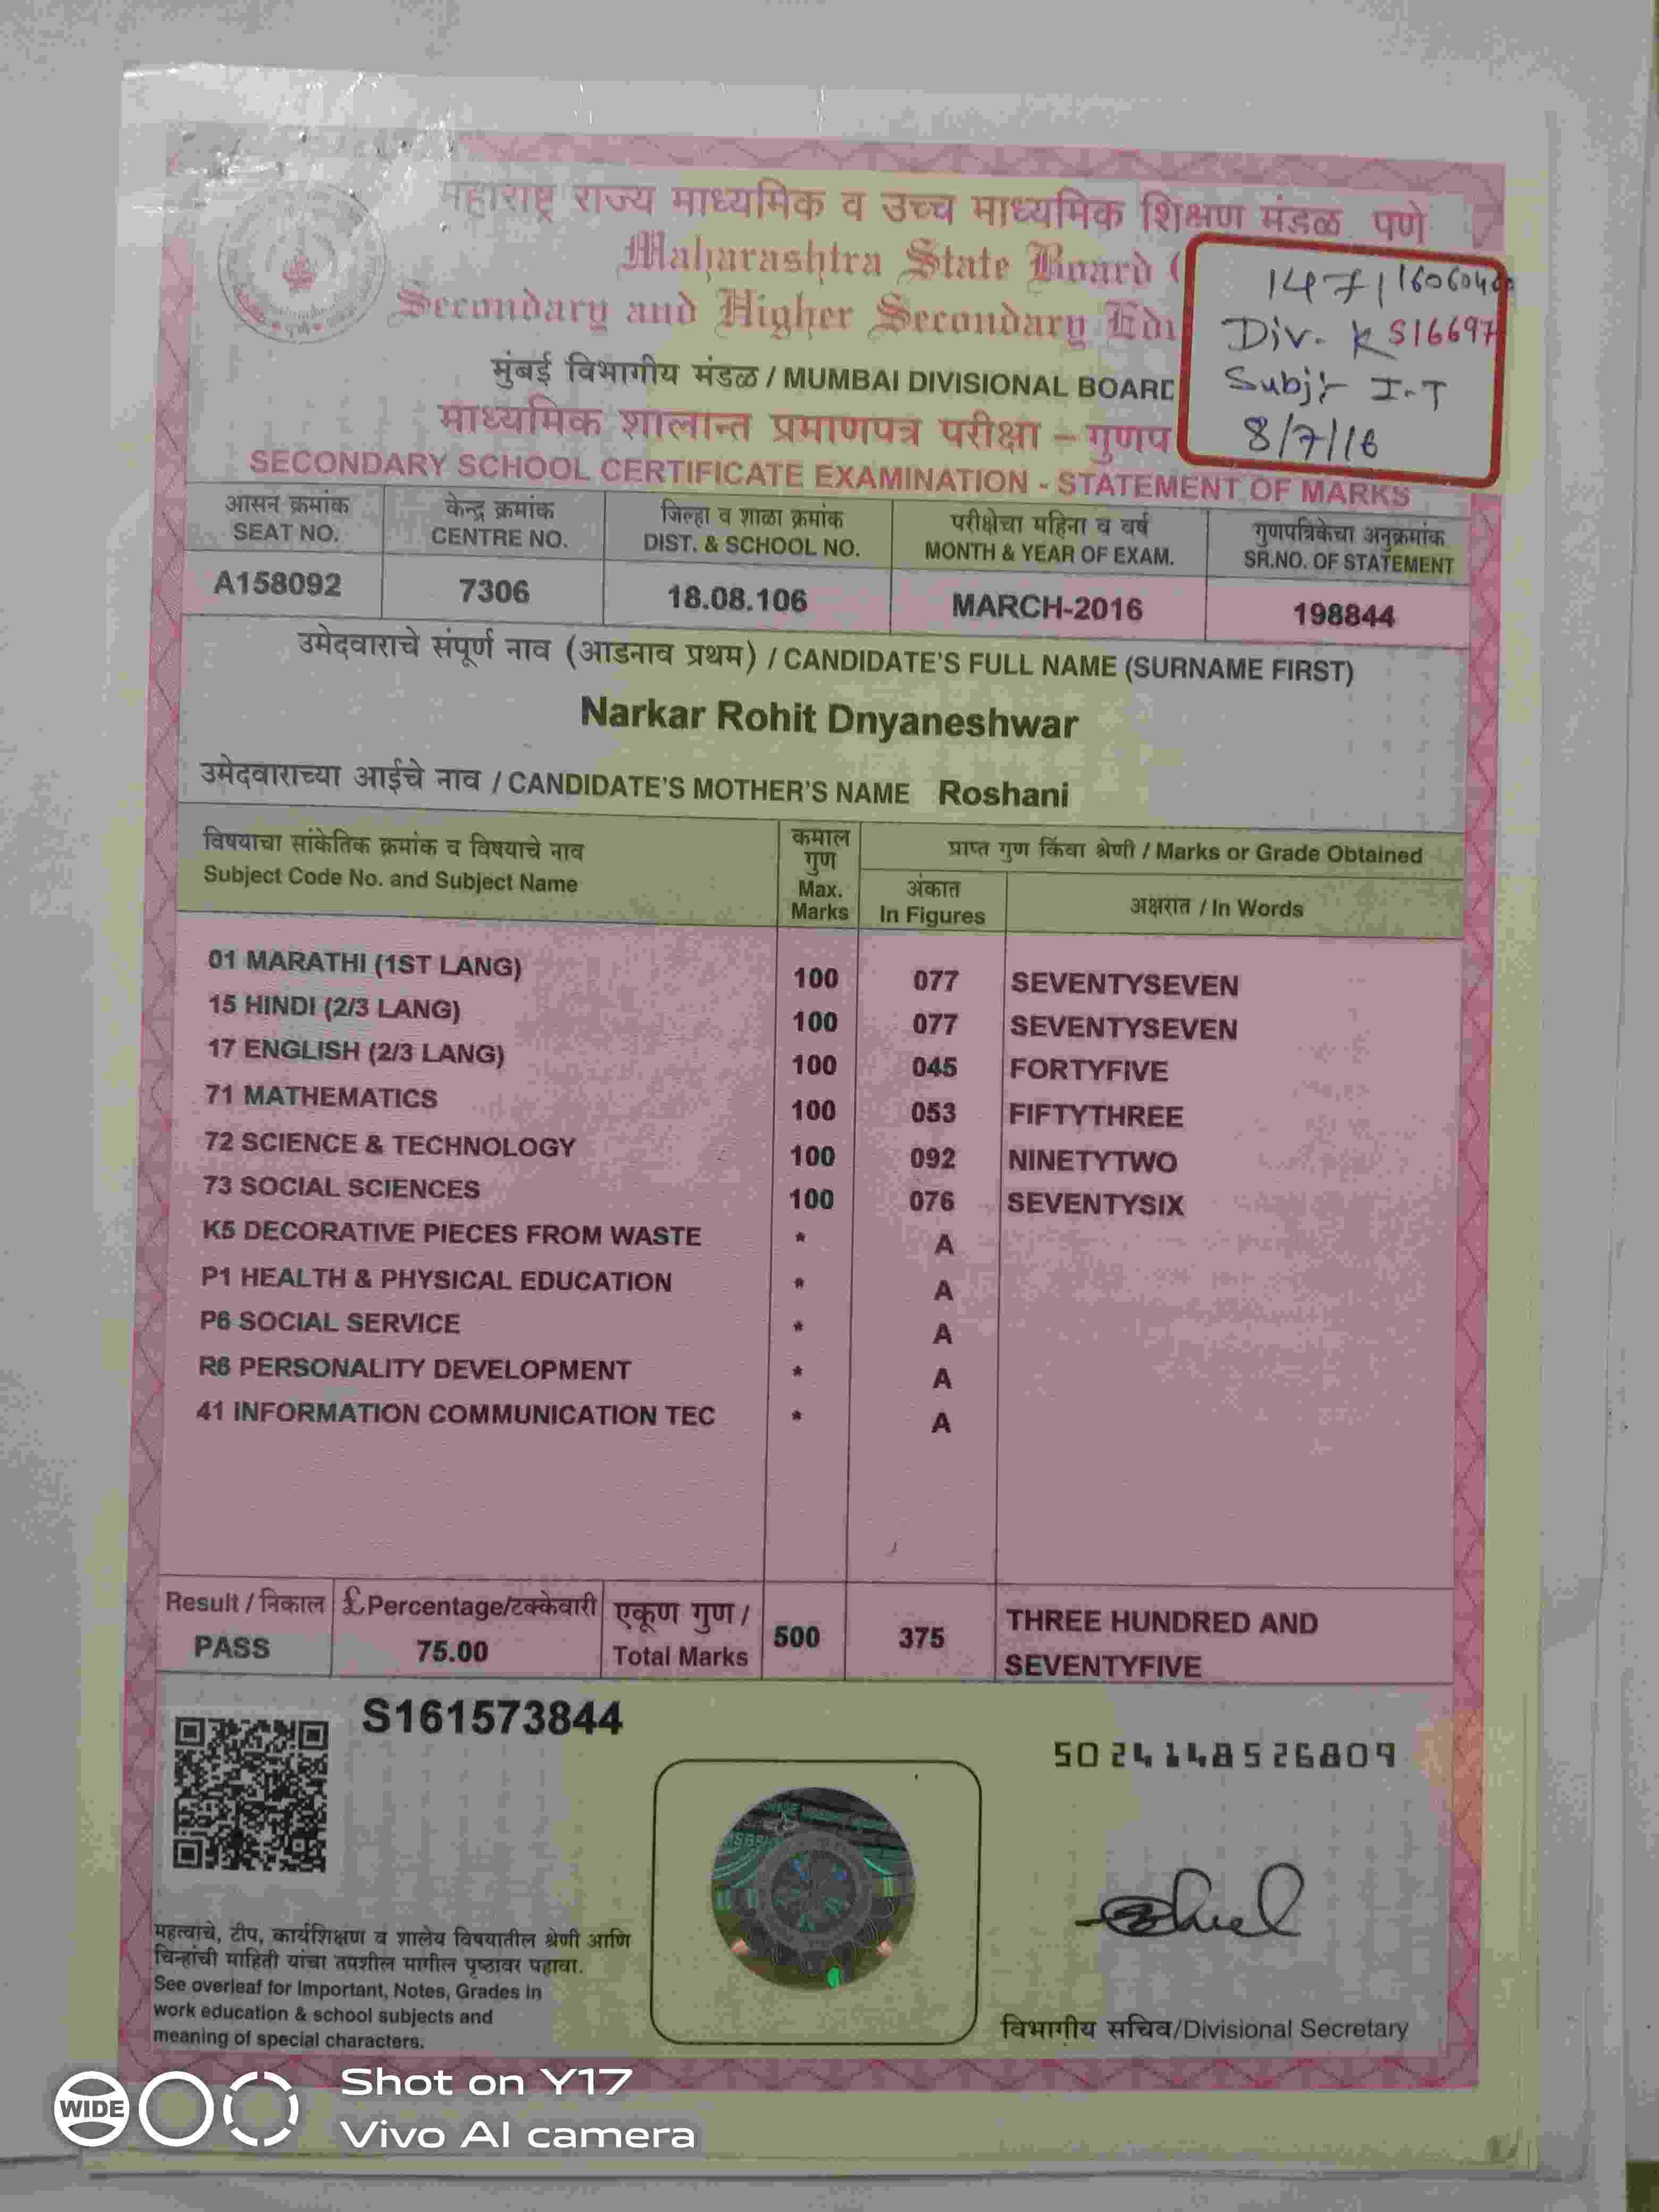 महाराष्ट्र राज्य माध्यमिक व उच्च माध्यमिक शिक्षण मंडळ पणे
Maharashtra State Board
Secondary and Higher Secondary Edu
मुंबई विभागीय मंडळ / MUMBAI DIVISIONAL BOARD
माध्यमिक शालान्त प्रमाणपत्र परीक्षा – गुणप
147 |
Div. K S16697
Subj:- I-T
8/7/16
SECONDARY SCHOOL CERTIFICATE EXAMINATION - STATEMENT OF MARKS
आसन क्रमांक केन्द्र क्रमांक जिल्हा व शाळा क्रमांक परीक्षेचा महिना व वर्ष गुणपत्रिकेचा अनुक्रमांक
SEAT NO. CENTRE NO. DIST. & SCHOOL NO. MONTH & YEAR OF EXAM. SR.NO. OF STATEMENT
A158092 7306 18.08.106 MARCH-2016 198844
उमेदवाराचे संपूर्ण नाव (आडनाव प्रथम) / CANDIDATE'S FULL NAME (SURNAME FIRST)
Narkar Rohit Dnyaneshwar
उमेदवाराच्या आईचे नाव / CANDIDATE'S MOTHER'S NAME Roshani
विषयाचा सांकेतिक क्रमांक व विषयाचे नाव
Subject Code No. and Subject Name
कमाल
गुण
Max.
Marks
प्राप्त गुण किंवा श्रेणी / Marks or Grade Obtained
अंकात
In Figures
अक्षरात / In Words
01 MARATHI (1ST LANG) 100 077 SEVENTYSEVEN
15 HINDI (2/3 LANG) 100 077 SEVENTYSEVEN
17 ENGLISH (2/3 LANG) 100 045 FORTYFIVE
71 MATHEMATICS 100 053 FIFTYTHREE
72 SCIENCE & TECHNOLOGY 100 092 NINETYTWO
73 SOCIAL SCIENCES 100 076 SEVENTYSIX
K5 DECORATIVE PIECES FROM WASTE * A
P1 HEALTH & PHYSICAL EDUCATION * A
P6 SOCIAL SERVICE * A
R6 PERSONALITY DEVELOPMENT * A
41 INFORMATION COMMUNICATION TEC * A
Result / निकाल £Percentage/टक्केवारी एकूण गुण /
PASS 75.00 Total Marks 500 375 THREE HUNDRED AND
SEVENTYFIVE
S161573844
5024148526809
महत्वाचे, टीप, कार्यशिक्षण व शालेय विषयातील श्रेणी आणि
चिन्हांची माहिती यांचा तपशील मागील पृष्ठावर पहावा.
See overleaf for Important, Notes, Grades in
work education & school subjects and
meaning of special characters.
विभागीय सचिव/Divisional Secretary
WIDE
Shot on Y17
Vivo AI camera